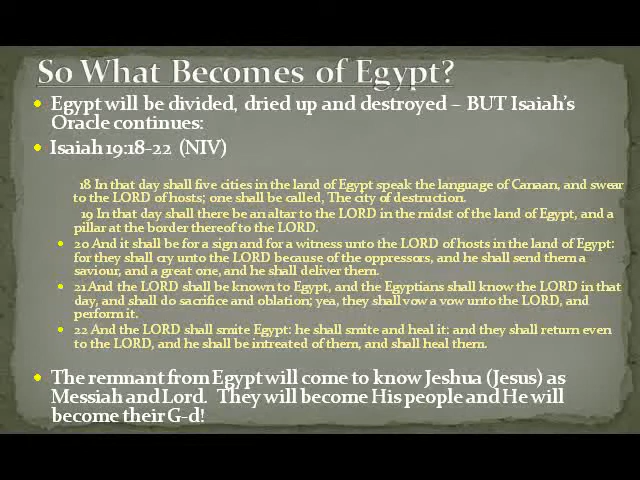 So What Becomes of Egypt?
• Egypt will be divided, dried up and destroyed – BUT Isaiah's
Oracle continues:
• Isaiah 19:18-22 (NIV)
18 In that day shall five cities in the land of Egypt speak the language of Canaan, and swear
to the LORD of hosts; one shall be called, The city of destruction.
19 In that day shall there be an altar to the LORD in the midst of the land of Egypt, and a
pillar at the border thereof to the LORD.
• 20 And it shall be for a sign and for a witness unto the LORD of hosts in the land of Egypt:
for they shall cry unto the LORD because of the oppressors, and he shall send them a
saviour, and a great one, and he shall deliver them.
• 21 And the LORD shall be known to Egypt, and the Egyptians shall know the LORD in that
day, and shall do sacrifice and oblation; yea, they shall vow a vow unto the LORD, and
perform it.
• 22 And the LORD shall smite Egypt: he shall smite and heal it: and they shall return even
to the LORD, and he shall be intreated of them, and shall heal them.
• The remnant from Egypt will come to know Jeshua (Jesus) as
Messiah and Lord.  They will become His people and He will
become their G-d!